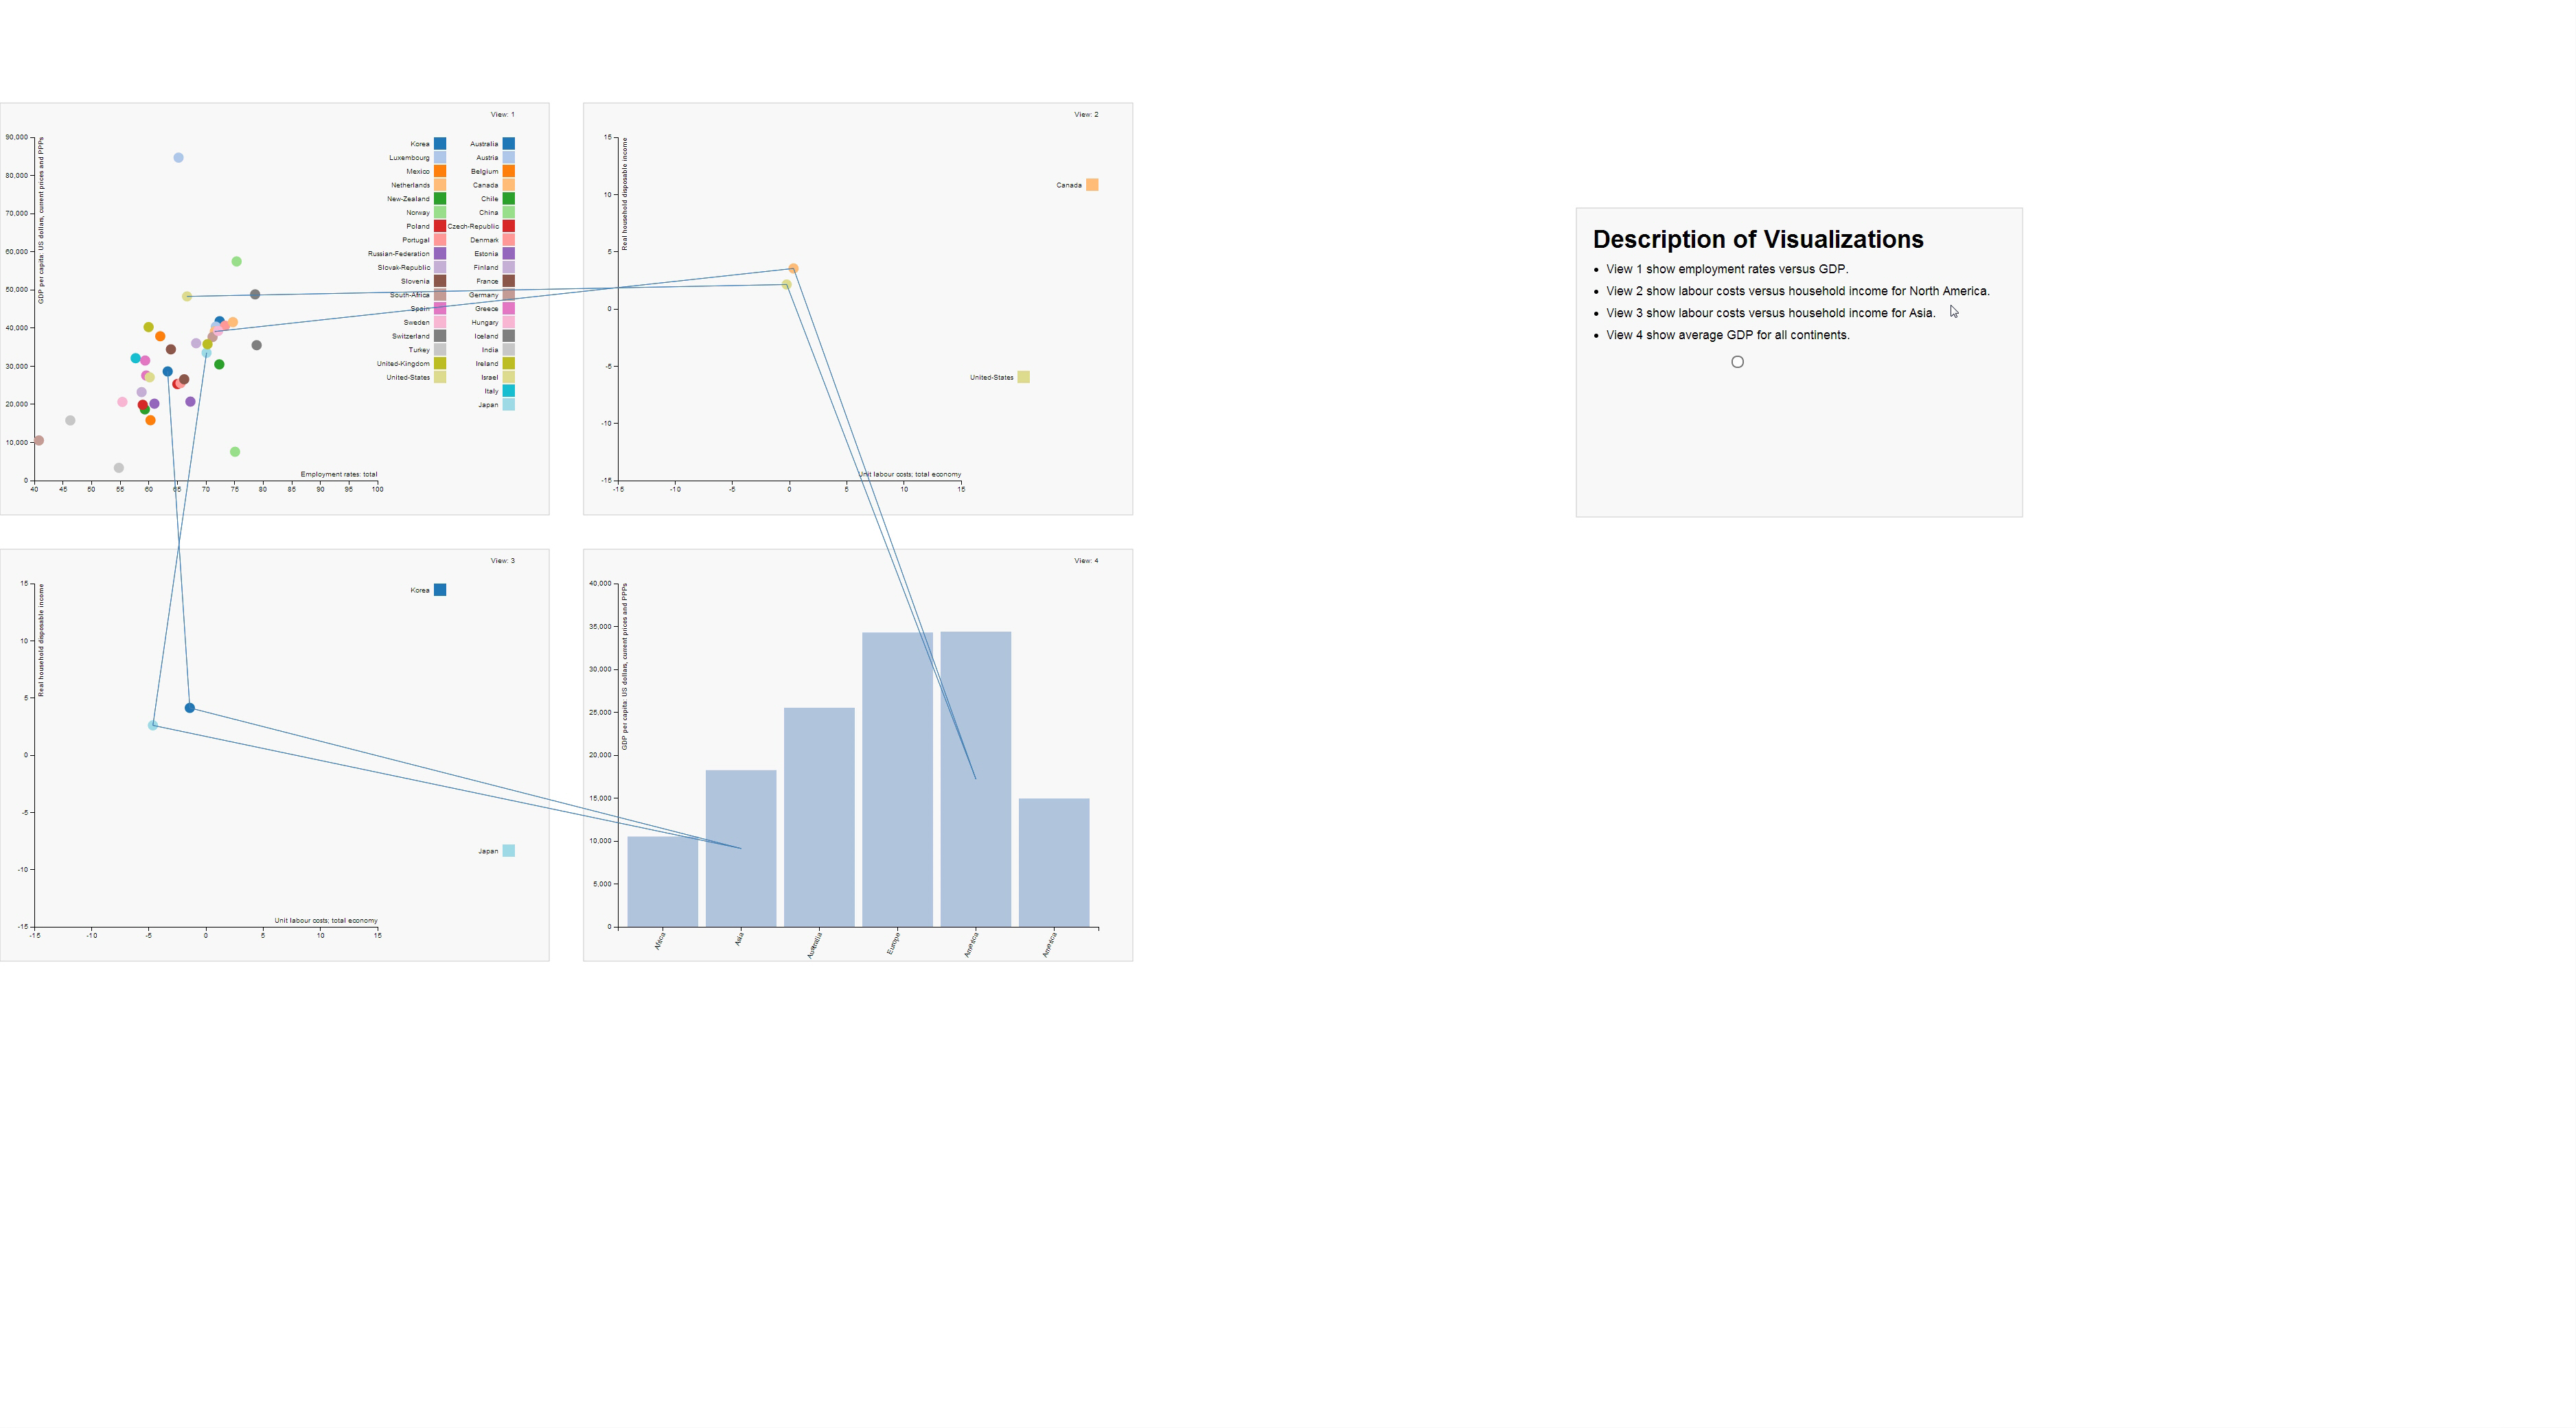 View: 1
90,000
80,000
70,000
60,000
50,000
40,000
30,000
20,000
10,000
0
GDP per capita: US dollars, current prices and PPPs
40 45 50 55 60 65 70 75 80 85 90 95 100
Employment rates: total
Korea Australia
Luxembourg Austria
Mexico Belgium
Netherlands Canada
New-Zealand Chile
Norway China
Poland Czech-Republic
Portugal Denmark
Russian-Federation Estonia
Slovak-Republic Finland
Slovenia France
South-Africa Germany
Spain Greece
Sweden Hungary
Switzerland Iceland
Turkey India
United-Kingdom Ireland
United-States Israel
Italy
Japan
View: 2
15
10
5
0
-5
-10
-15
Real household disposable income
Canada
United-States
Unit labour costs; total economy
-15 -10 -5 0 5 10 15
Description of Visualizations
• View 1 show employment rates versus GDP.
• View 2 show labour costs versus household income for North America.
• View 3 show labour costs versus household income for Asia.
• View 4 show average GDP for all continents.
View: 3
15
10
5
0
-5
-10
-15
Real household disposable income
Korea
Japan
Unit labour costs; total economy
-15 -10 -5 0 5 10 15
View: 4
40,000
35,000
30,000
25,000
20,000
15,000
10,000
5,000
0
GDP per capita: US dollars, current prices and PPPs
Africa Asia Australia Europe America America